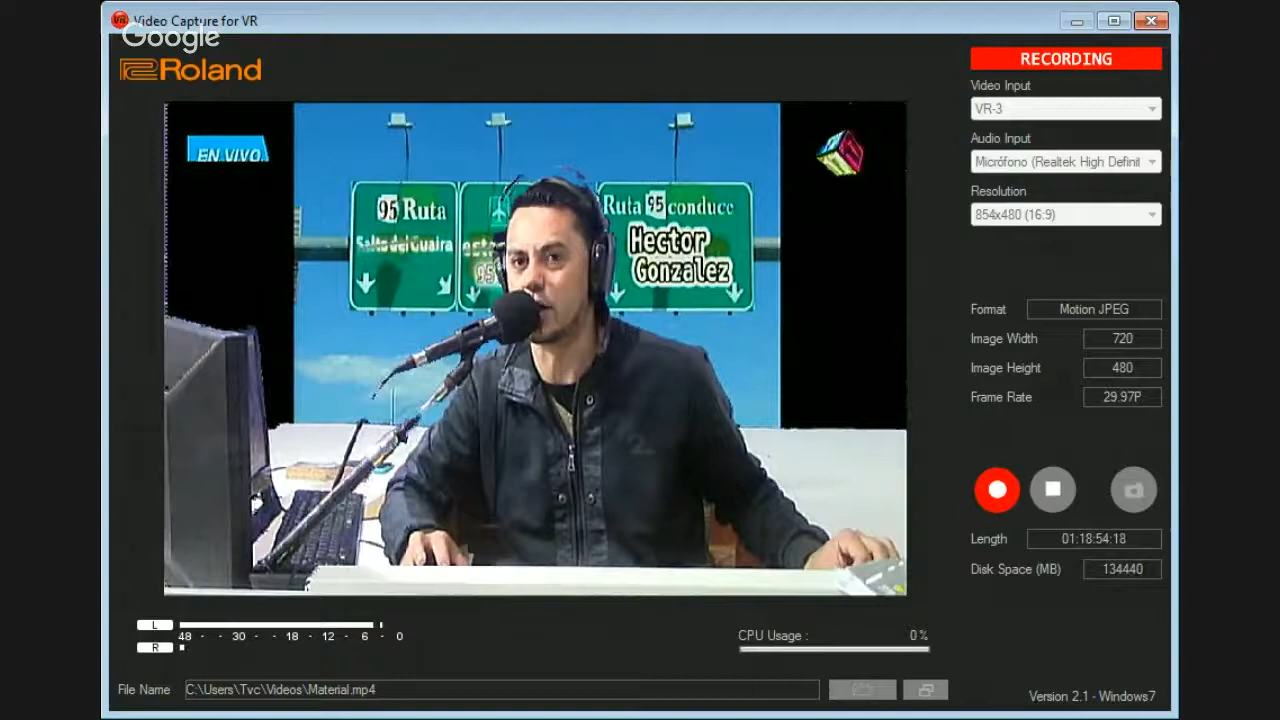 Video Capture for VR
Google
Roland
RECORDING
Video Input
VR-3
Audio Input
Micrófono (Realtek High Definit
Resolution
854x480 (16:9)
EN VIVO
95 Ruta
Salto del Guaira
95
Ruta 95 conduce
Hector
Gonzalez
Format Motion JPEG
Image Width 720
Image Height 480
Frame Rate 29.97P
Length 01:18:54:18
Disk Space (MB) 134440
L
48 - - 30 - - 18 - 12 - 6 - 0
R
CPU Usage : 0 %
File Name C:\Users\Tvc\Videos\Material.mp4
Version 2.1 - Windows7